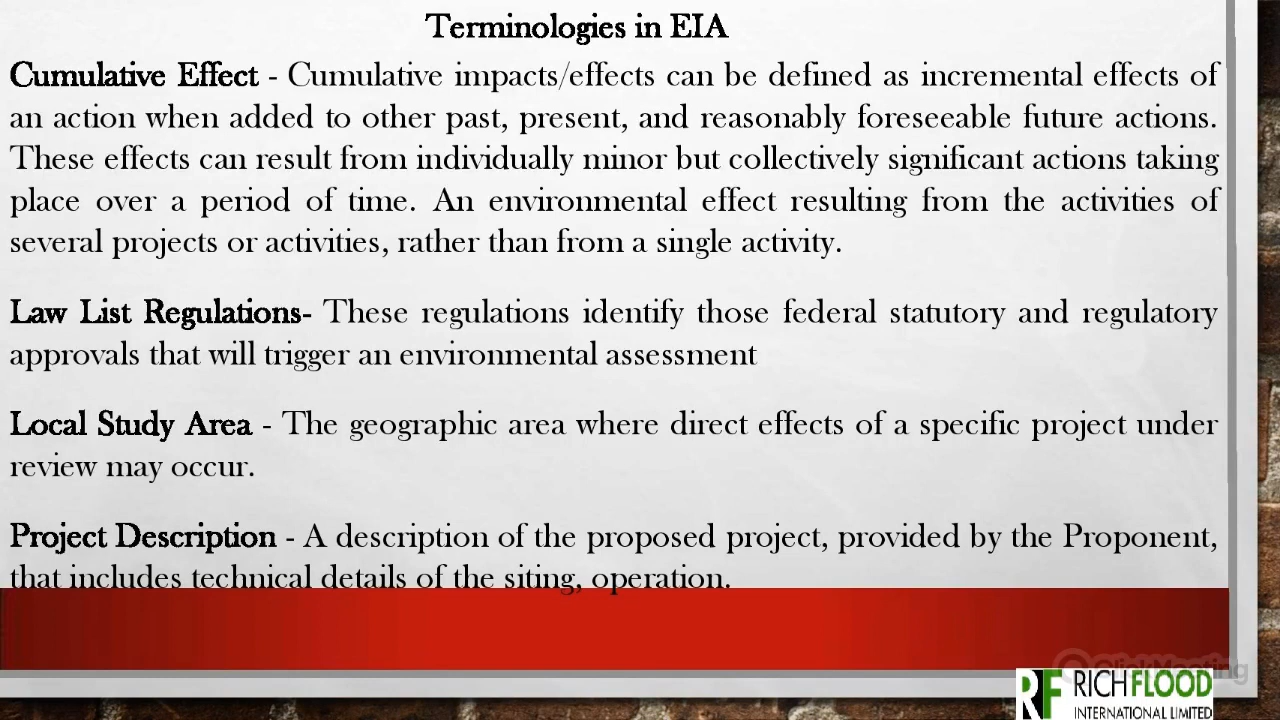 Terminologies in EIA
Cumulative Effect - Cumulative impacts/effects can be defined as incremental effects of
an action when added to other past, present, and reasonably foreseeable future actions.
These effects can result from individually minor but collectively significant actions taking
place over a period of time. An environmental effect resulting from the activities of
several projects or activities, rather than from a single activity.
Law List Regulations- These regulations identify those federal statutory and regulatory
approvals that will trigger an environmental assessment
Local Study Area - The geographic area where direct effects of a specific project under
review may occur.
Project Description - A description of the proposed project, provided by the Proponent,
that includes technical details of the siting, operation.
ClickMeeting
RF RICHFLOOD
INTERNATIONAL LIMITED